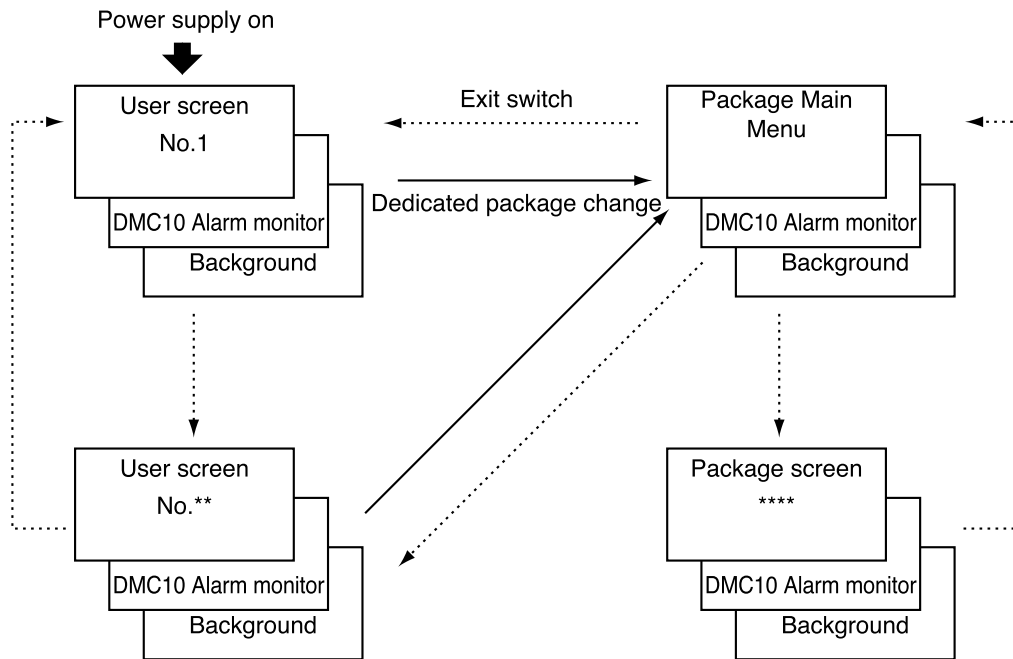 Power supply on
User screen
No.1
DMC10 Alarm monitor
Background
Exit switch
Dedicated package change
Package Main
Menu
DMC10 Alarm monitor
Background
User screen
No.**
DMC10 Alarm monitor
Background
Package screen
****
DMC10 Alarm monitor
Background